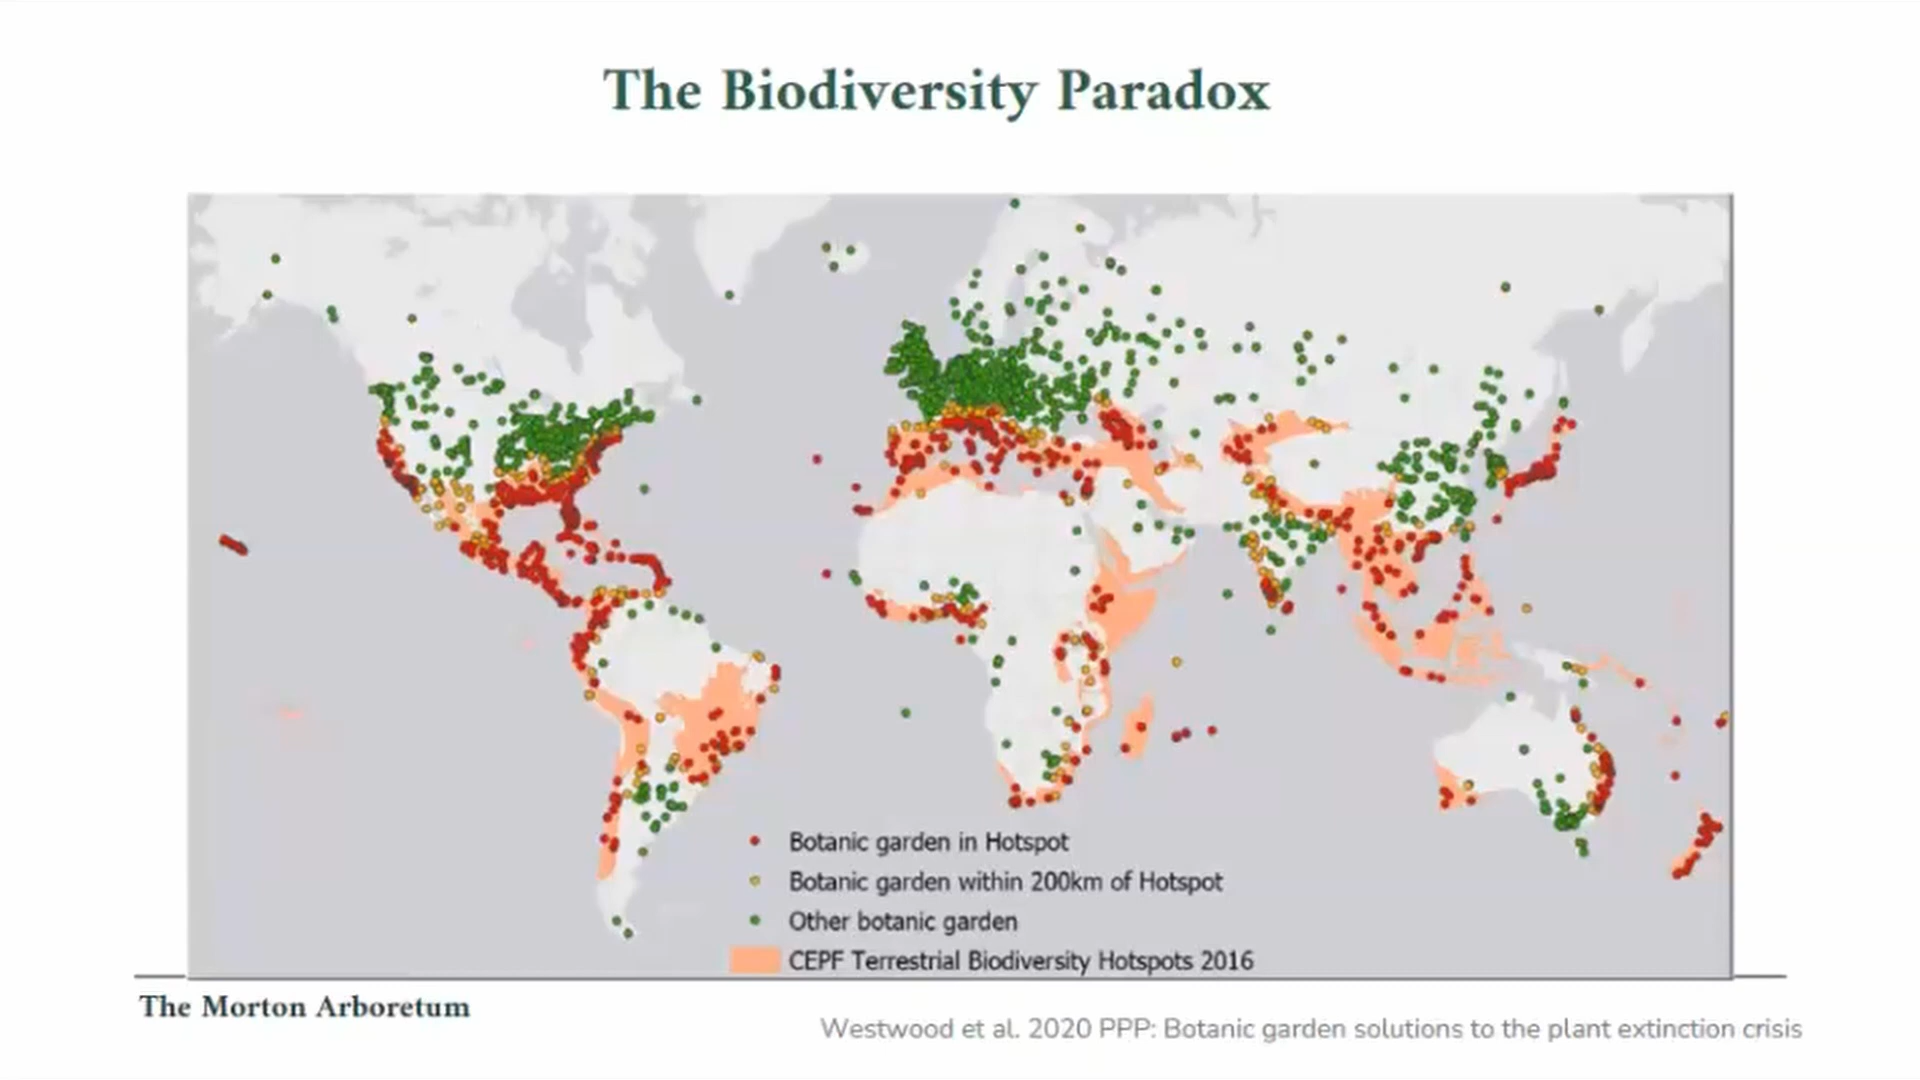 The Biodiversity Paradox
Botanic garden in Hotspot
Botanic garden within 200km of Hotspot
Other botanic garden
CEPF Terrestrial Biodiversity Hotspots 2016
The Morton Arboretum
Westwood et al. 2020 PPP: Botanic garden solutions to the plant extinction crisis